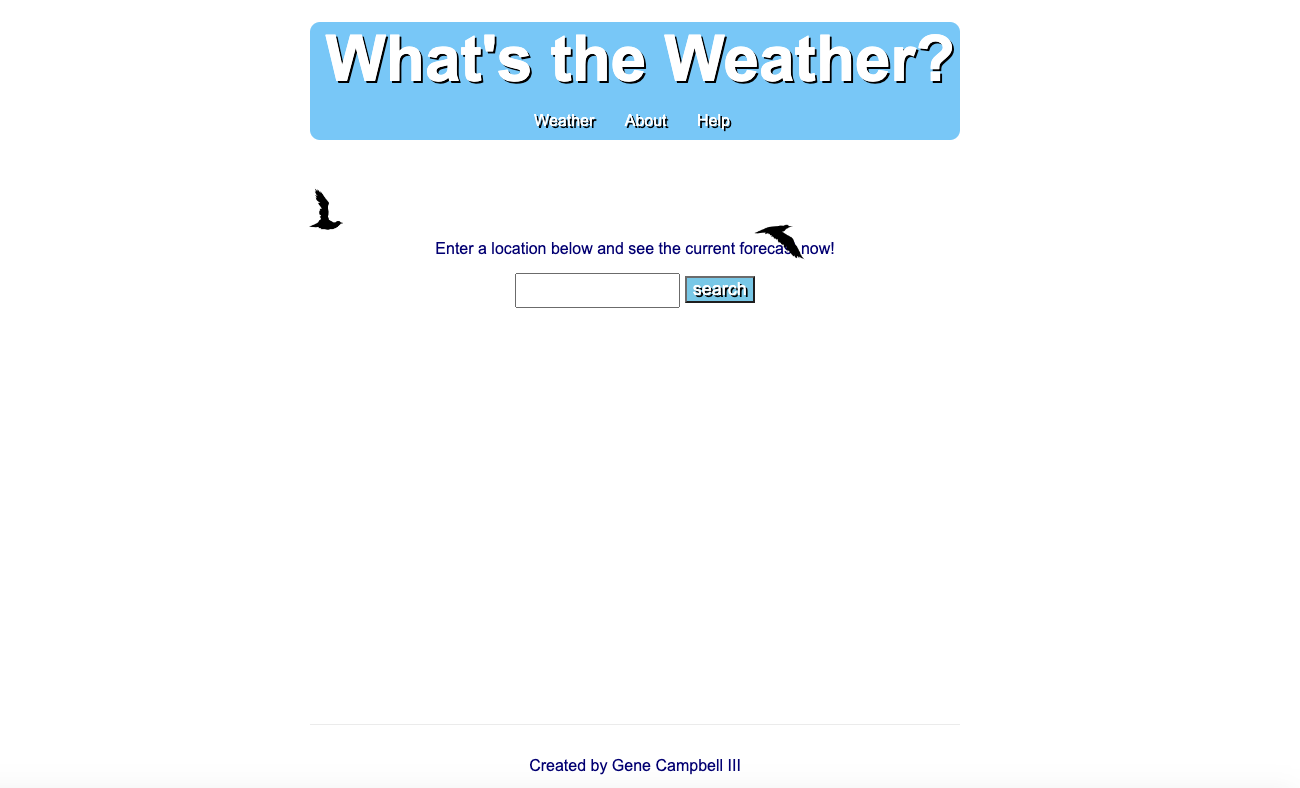 What's the Weather?
Weather About Help
Enter a location below and see the current forecast now!
search
Created by Gene Campbell III